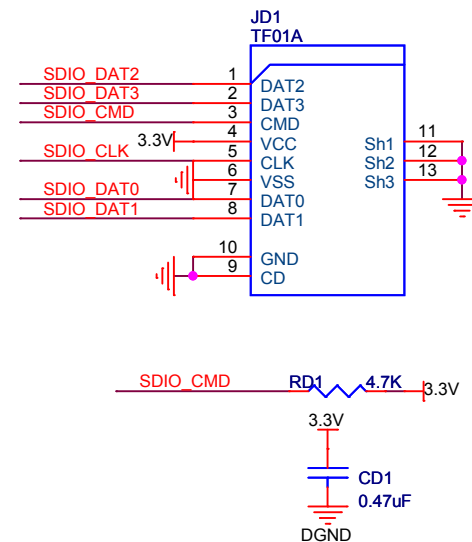 JD1
TF01A
SDIO_DAT2 1 DAT2
SDIO_DAT3 2 DAT3
SDIO_CMD 3 CMD
3.3V 4 VCC Sh1 11
SDIO_CLK 5 CLK Sh2 12
6 VSS Sh3 13
SDIO_DAT0 7 DAT0
SDIO_DAT1 8 DAT1
10 GND
9 CD
SDIO_CMD RD1 4.7K 3.3V
3.3V
CD1
0.47uF
DGND